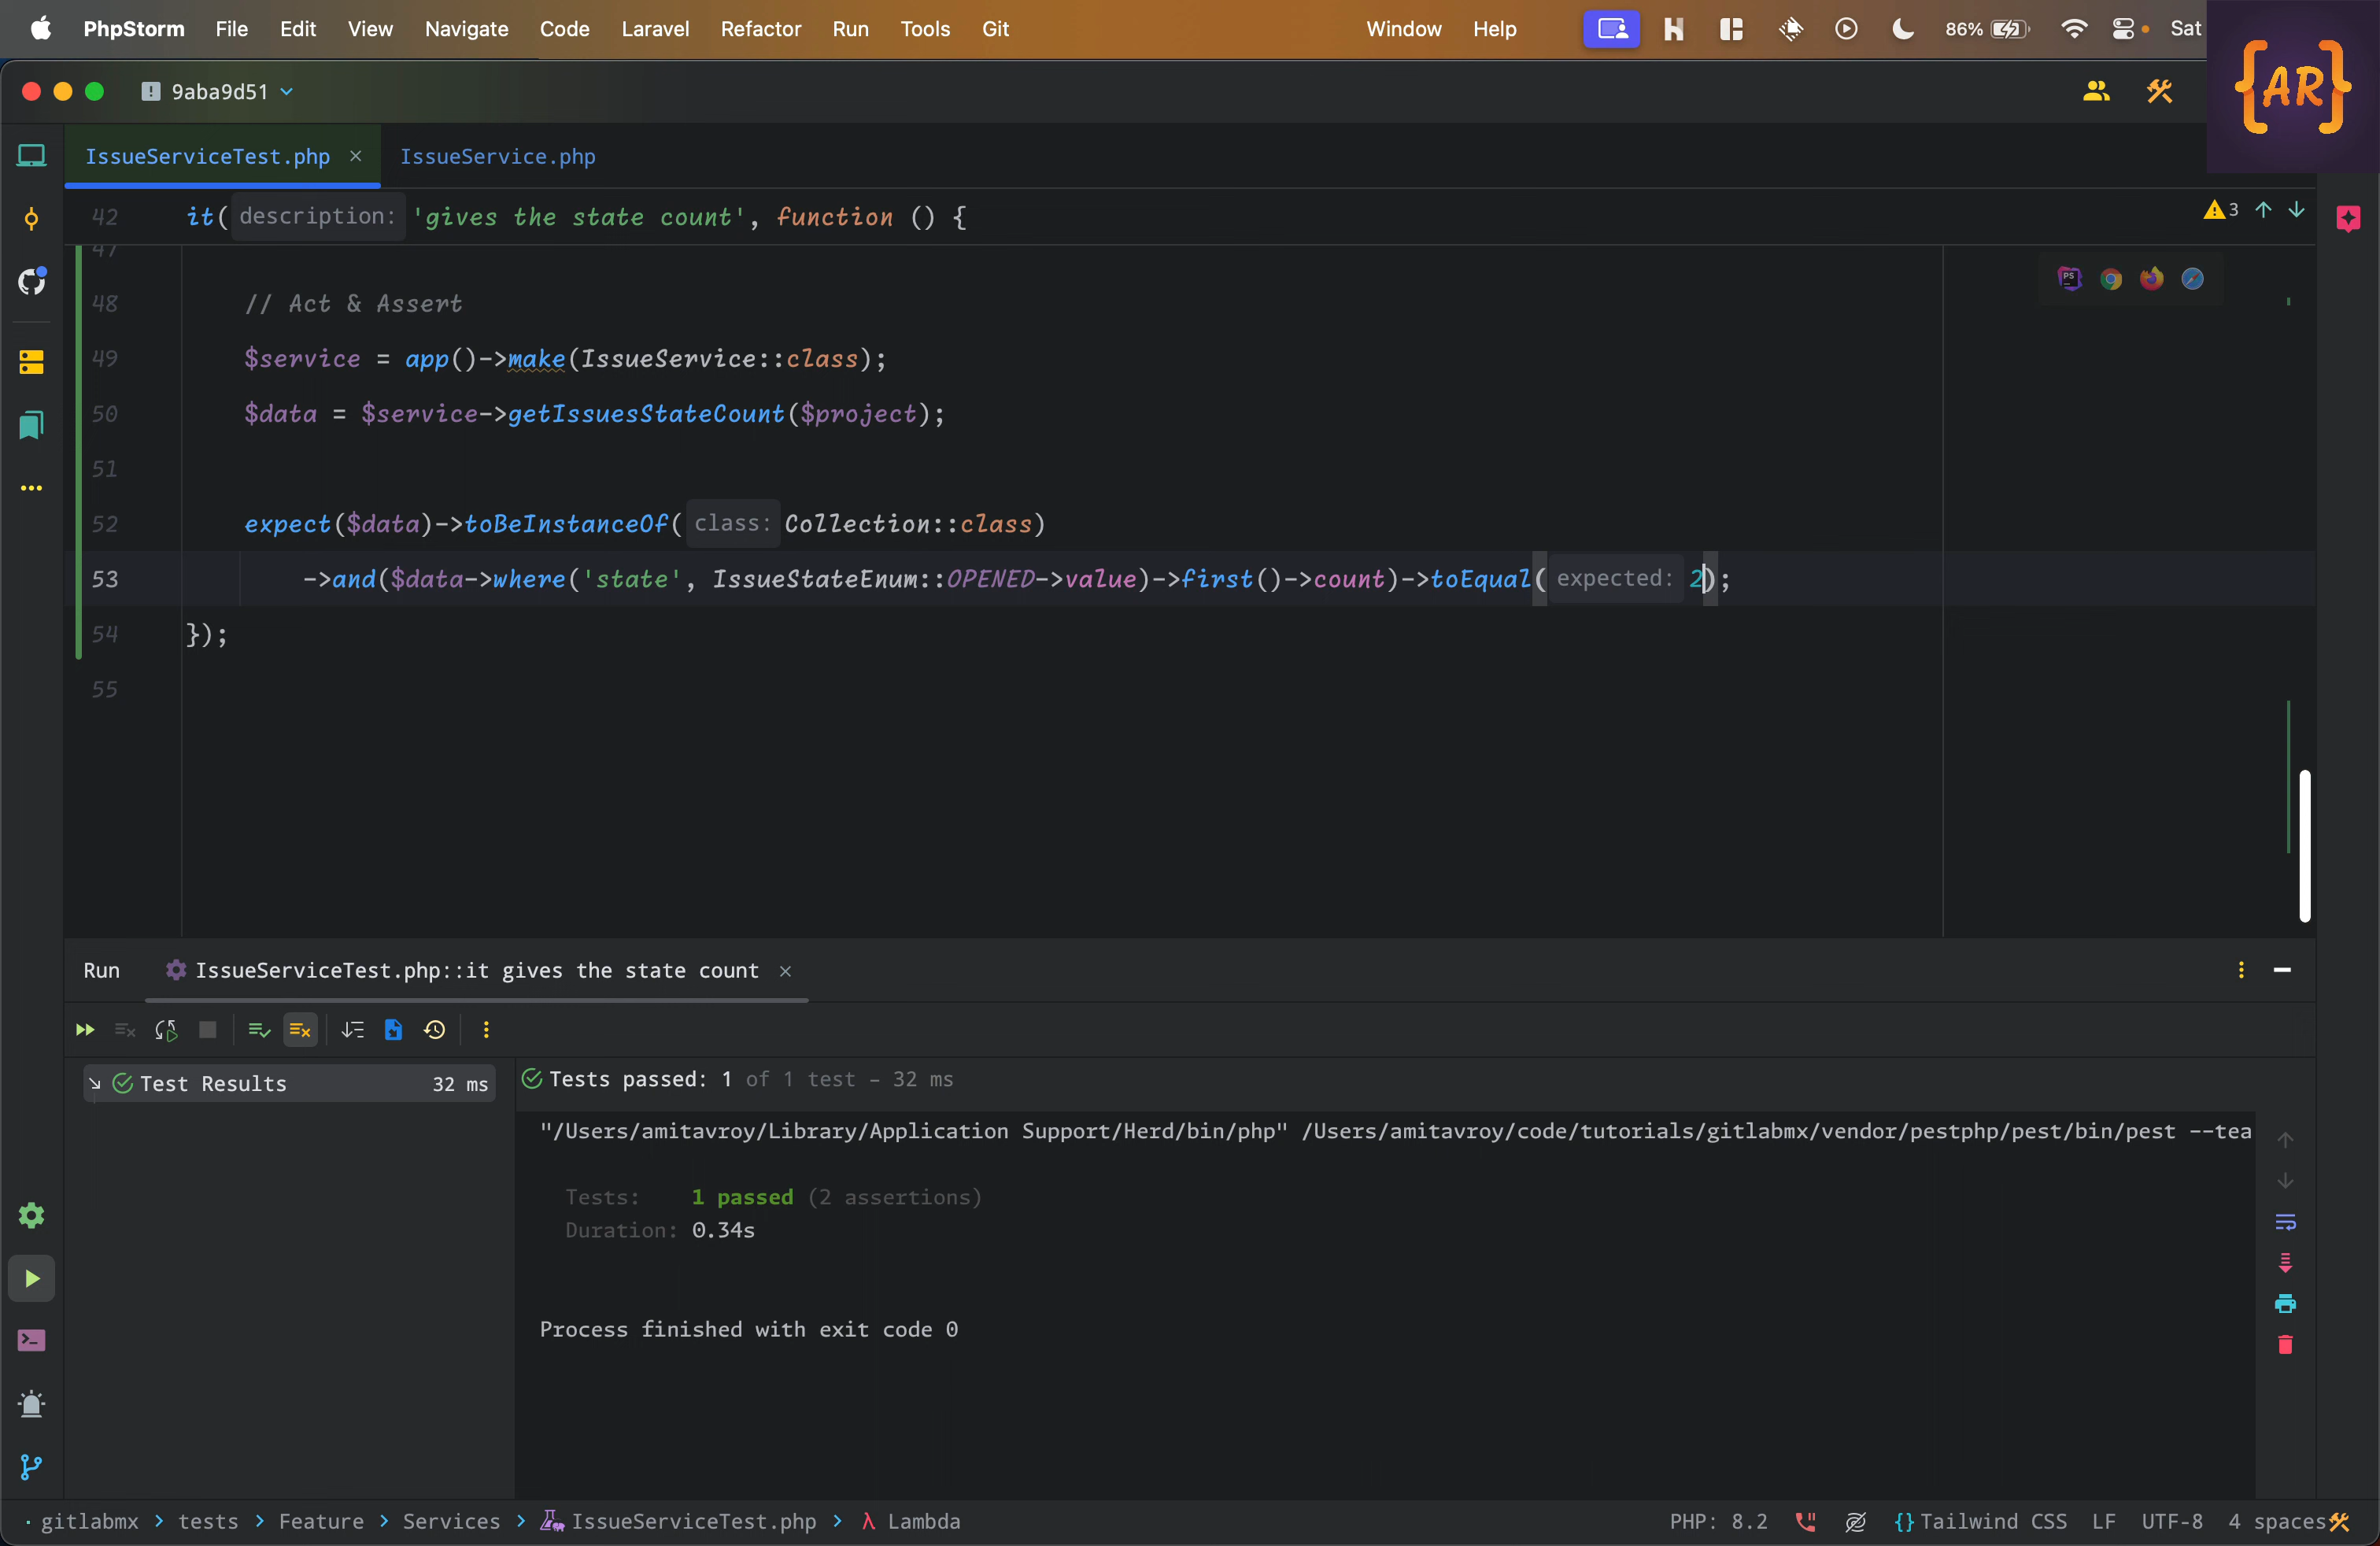 PhpStorm File Edit View Navigate Code Laravel Refactor Run Tools Git Window Help 86% Sat
{AR}
9aba9d51
IssueServiceTest.php IssueService.php
42 it( description: 'gives the state count', function () {
3
47
48 // Act & Assert
49 $service = app()->make(IssueService::class);
50 $data = $service->getIssuesStateCount($project);
51
52 expect($data)->toBeInstanceOf( class: Collection::class)
53 ->and($data->where('state', IssueStateEnum::OPENED->value)->first()->count)->toEqual( expected: 2);
54 });
55
Run IssueServiceTest.php::it gives the state count
Test Results 32 ms
Tests passed: 1 of 1 test – 32 ms
"/Users/amitavroy/Library/Application Support/Herd/bin/php" /Users/amitavroy/code/tutorials/gitlabmx/vendor/pestphp/pest/bin/pest --tea
Tests: 1 passed (2 assertions)
Duration: 0.34s
Process finished with exit code 0
gitlabmx > tests > Feature > Services > IssueServiceTest.php > λ Lambda
PHP: 8.2 {} Tailwind CSS LF UTF-8 4 spaces